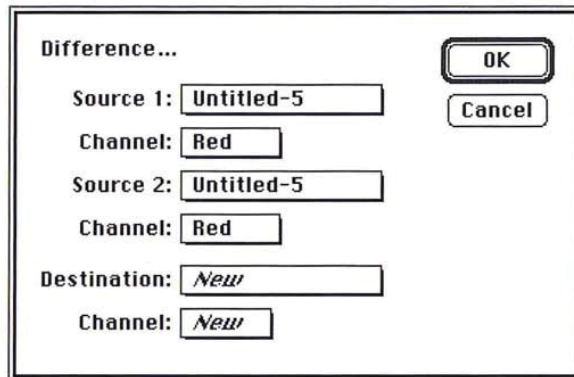 Difference...
OK
Source 1: Untitled-5
Cancel
Channel: Red
Source 2: Untitled-5
Channel: Red
Destination: New
Channel: New